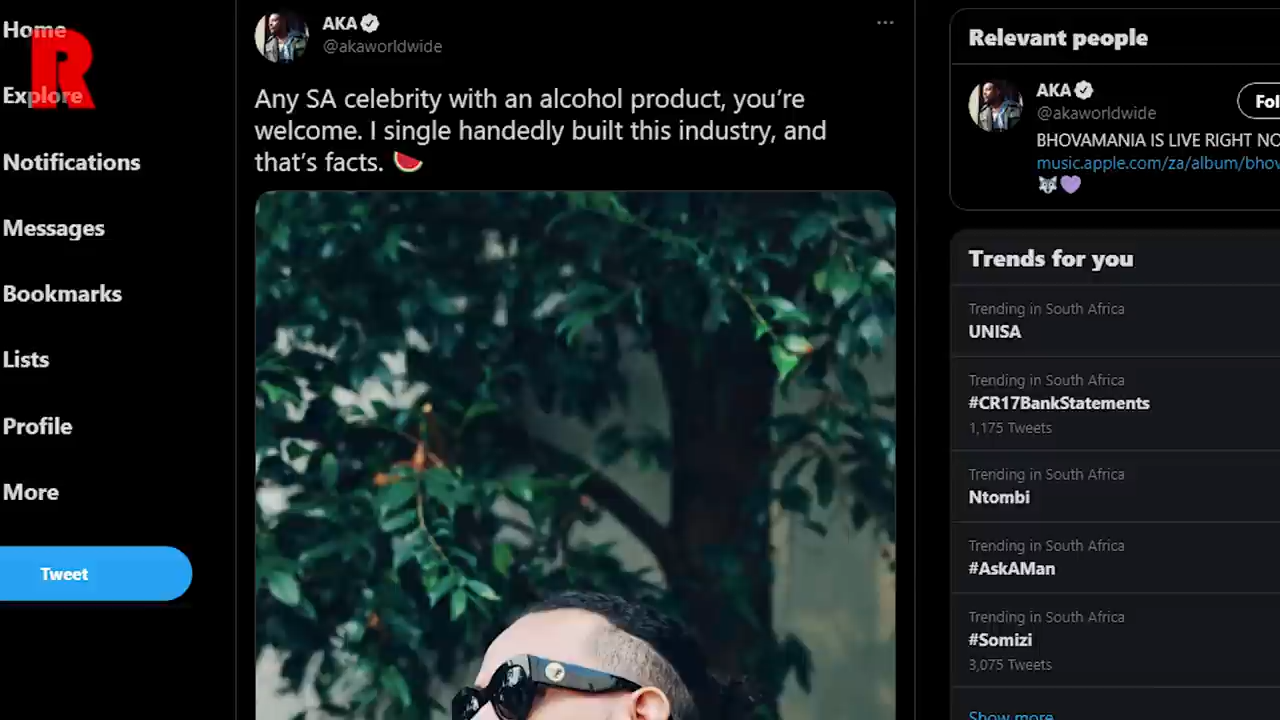 Home
R
Explore
Notifications
Messages
Bookmarks
Lists
Profile
More
Tweet
AKA
@akaworldwide
Any SA celebrity with an alcohol product, you’re
welcome. I single handedly built this industry, and
that’s facts. 🍉
Relevant people
AKA
@akaworldwide
Fol
BHOVAMANIA IS LIVE RIGHT NO
music.apple.com/za/album/bhov
🐺💜
Trends for you
Trending in South Africa
UNISA
Trending in South Africa
#CR17BankStatements
1,175 Tweets
Trending in South Africa
Ntombi
Trending in South Africa
#AskAMan
Trending in South Africa
#Somizi
3,075 Tweets
Show more